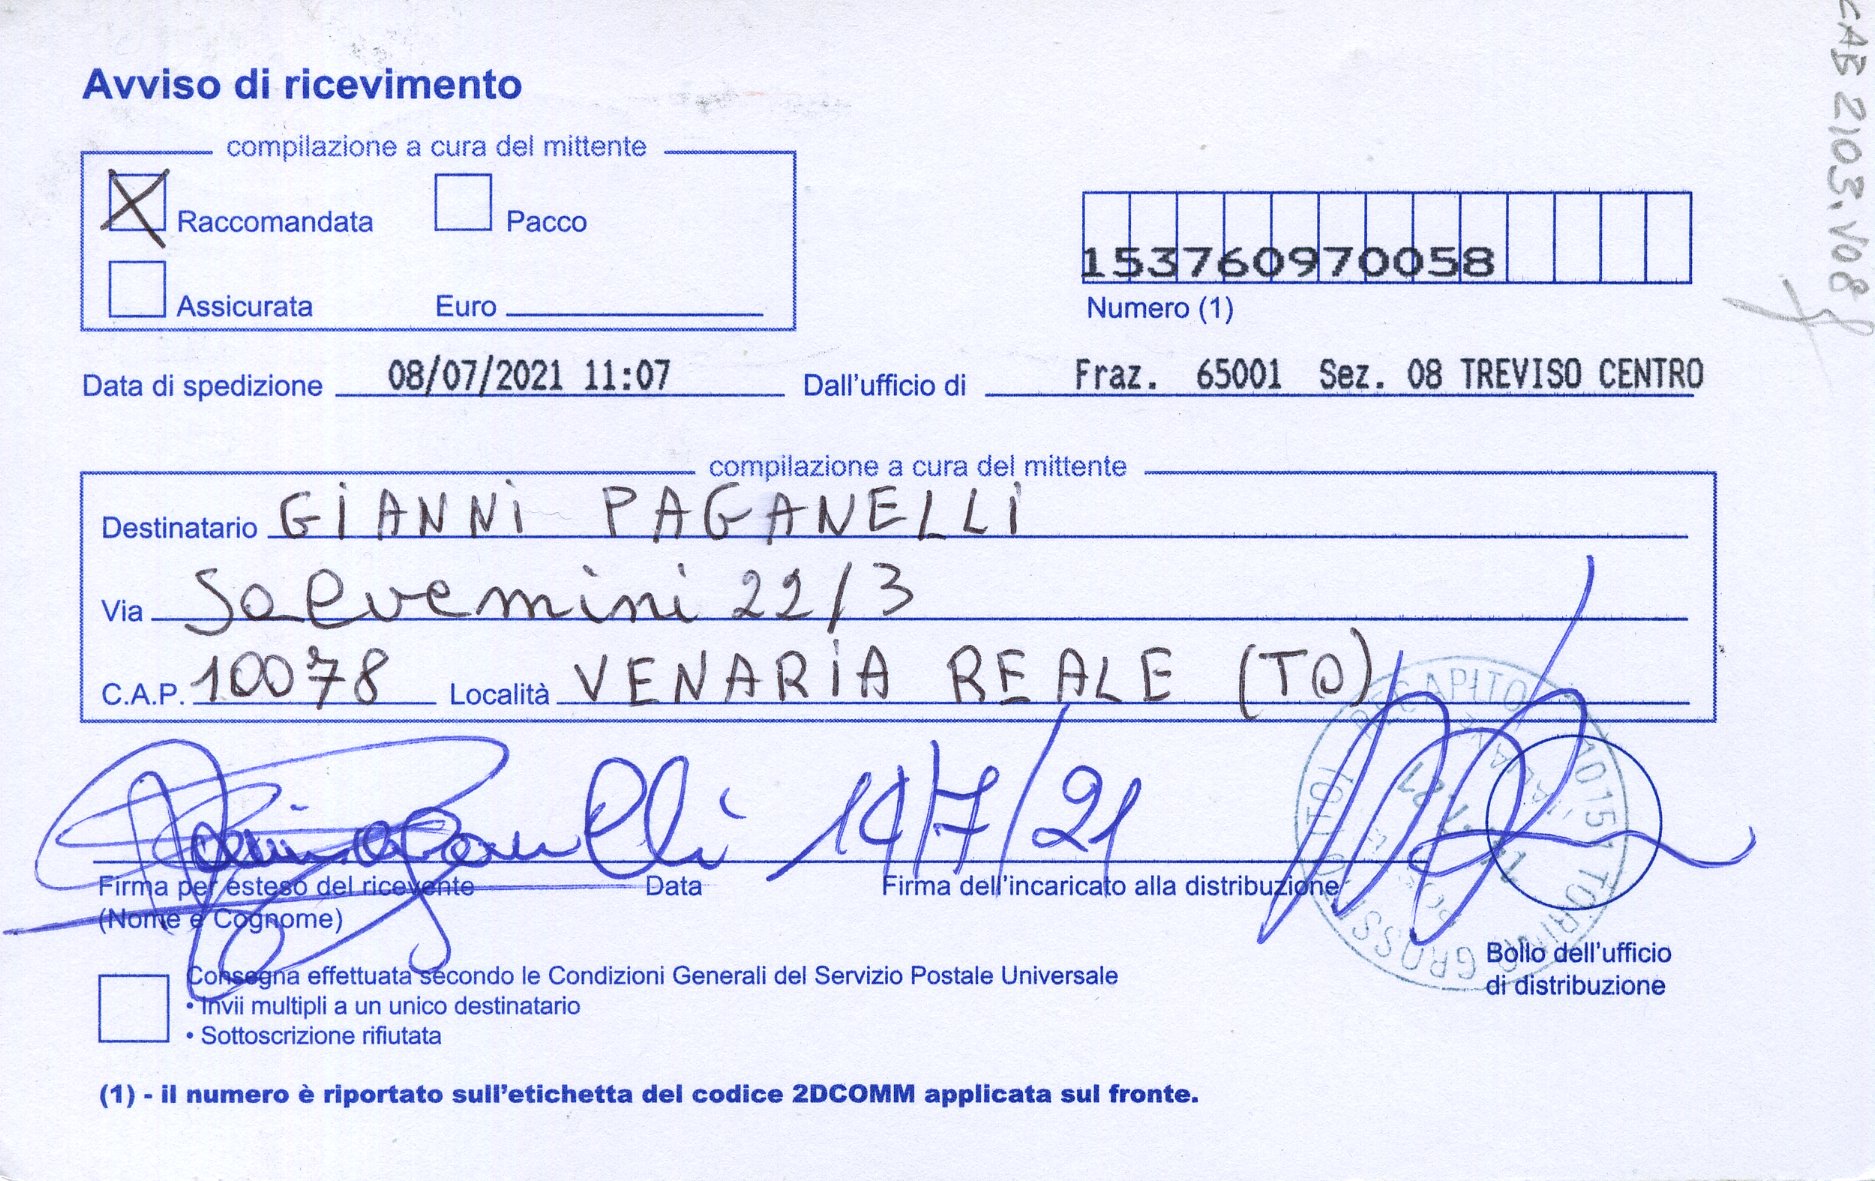 CAB 2103.V08
Avviso di ricevimento
compilazione a cura del mittente
Raccomandata Pacco
Assicurata Euro
153760970058
Numero (1)
Data di spedizione 08/07/2021 11:07 Dall'ufficio di Fraz. 65001 Sez. 08 TREVISO CENTRO
compilazione a cura del mittente
Destinatario GIANNI PAGANELLI
Via Salvemini 22/3
C.A.P. 10078 Località VENARIA REALE (TO)
/7/21
Firma per esteso del ricevente Data Firma dell'incaricato alla distribuzione
(Nome e Cognome)
Bollo dell'ufficio
di distribuzione
Consegna effettuata secondo le Condizioni Generali del Servizio Postale Universale
• Invii multipli a un unico destinatario
• Sottoscrizione rifiutata
(1) - il numero è riportato sull'etichetta del codice 2DCOMM applicata sul fronte.